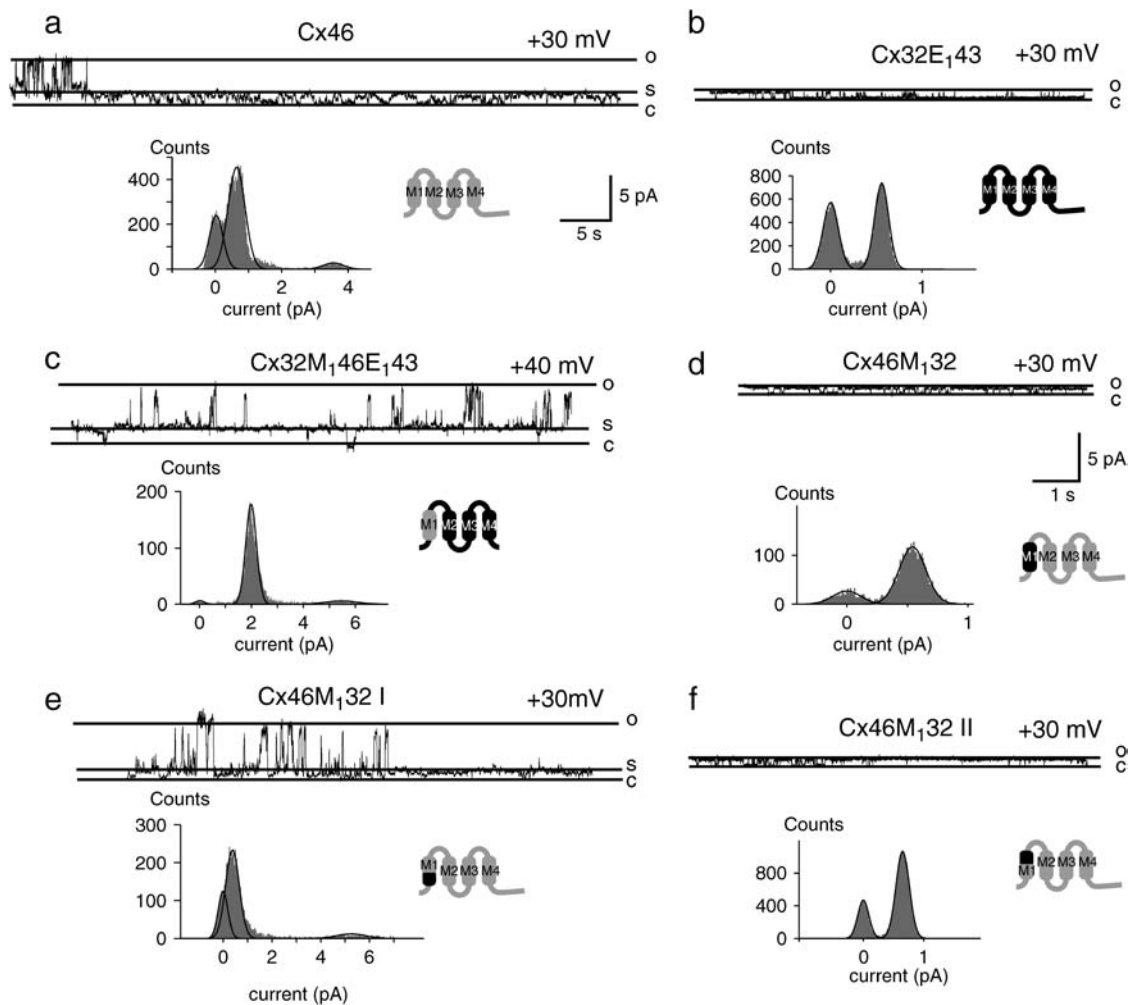 a
Cx46 +30 mV
o
s
c
Counts
400
200
0
0 2 4
current (pA)
M1 M2 M3 M4
5 pA
5 s
b
Cx32E₁43 +30 mV
o
c
Counts
800
600
400
200
0
0 1
current (pA)
M1 M2 M3 M4
c
Cx32M₁46E₁43 +40 mV
o
s
c
Counts
200
100
0
0 2 4 6
current (pA)
M1 M2 M3 M4
d
Cx46M₁32 +30 mV
o
c
5 pA
1 s
Counts
100
0
0 1
current (pA)
M1 M2 M3 M4
e
Cx46M₁32 I +30mV
o
s
c
Counts
300
200
100
0
0 2 4 6
current (pA)
M1 M2 M3 M4
f
Cx46M₁32 II +30 mV
o
c
Counts
800
400
0
0 1
current (pA)
M1 M2 M3 M4